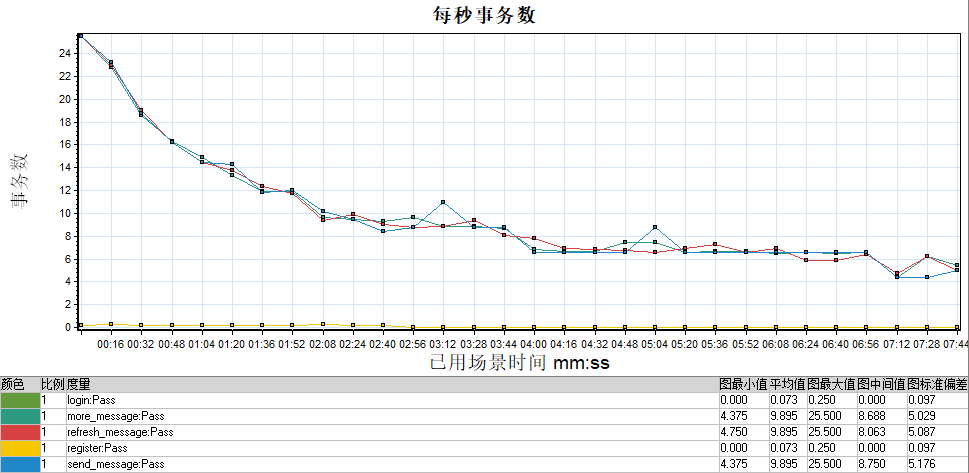 每秒事务数
24
22
20
18
16
14
12
10
8
6
4
2
0
事务数
00:16 00:32 00:48 01:04 01:20 01:36 01:52 02:08 02:24 02:40 02:56 03:12 03:28 03:44 04:00 04:16 04:32 04:48 05:04 05:20 05:36 05:52 06:08 06:24 06:40 06:56 07:12 07:28 07:44
已用场景时间 mm:ss
颜色 比例 度量 图最小值 平均值 图最大值 图中间值 图标准偏差
1 login:Pass 0.000 0.073 0.250 0.000 0.097
1 more_message:Pass 4.375 9.895 25.500 8.688 5.029
1 refresh_message:Pass 4.750 9.895 25.500 8.063 5.087
1 register:Pass 0.000 0.073 0.250 0.000 0.097
1 send_message:Pass 4.375 9.895 25.500 8.750 5.176